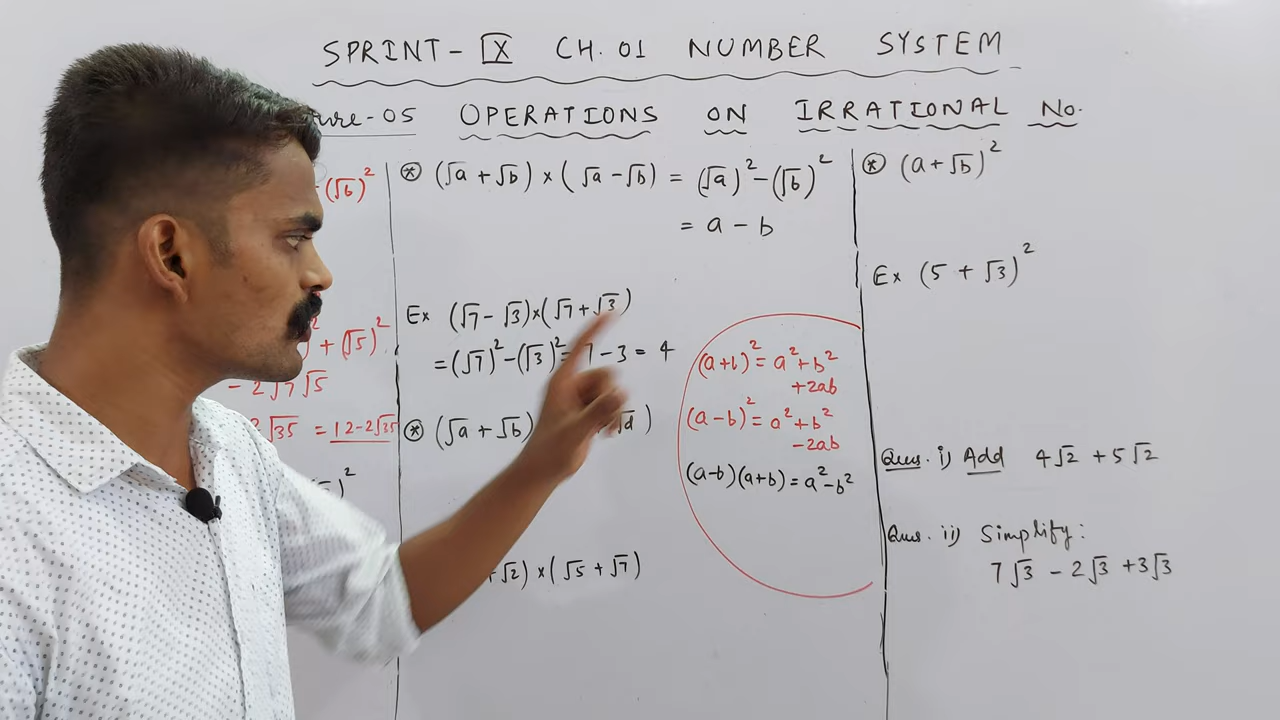 SPRINT - IX CH. 01 NUMBER SYSTEM
OPERATIONS ON IRRATIONAL No.
(√b)²
+ (√5)²
- 2√7√5
√35 = 12-2√35
)²
⊛ (√a + √b) × (√a - √b) = (√a)² - (√b)²
= a - b
Ex (√7 - √3) × (√7 + √3)
= (√7)² - (√3)² = 7 - 3 = 4
⊛ (√a + √b) √d)
+√2) × (√5 + √7)
(a+b)² = a² + b²
+2ab
(a-b)² = a² + b²
-2ab
(a-b)(a+b) = a² - b²
⊛ (a + √b)²
Ex (5 + √3)²
Ques. i) Add 4√2 + 5√2
Ques. ii) Simplify:
7√3 - 2√3 + 3√3